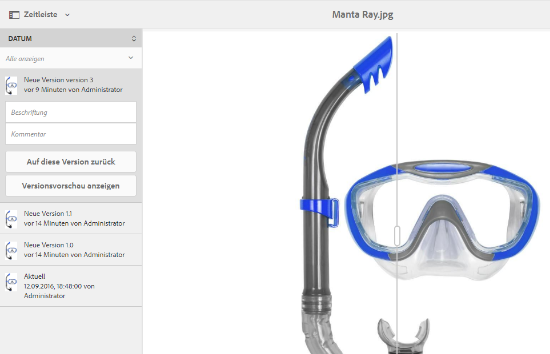 Zeitleiste
Manta Ray.jpg
DATUM
Alle anzeigen
Neue Version version 3
vor 9 Minuten von Administrator
Beschriftung
Kommentar
Auf diese Version zurück
Versionsvorschau anzeigen
Neue Version 1.1
vor 14 Minuten von Administrator
Neue Version 1.0
vor 14 Minuten von Administrator
Aktuell
12.09.2016, 18:48:00 von
Administrator